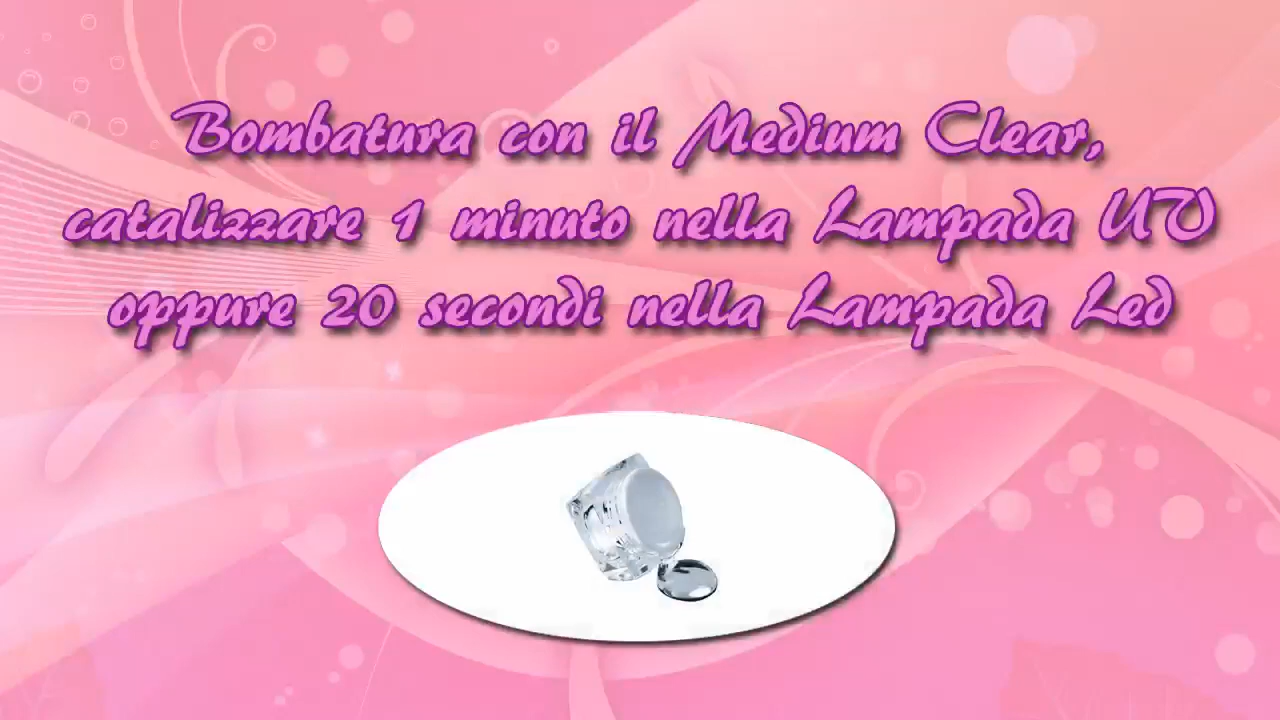 Bombatura con il Medium Clear,
catalizzare 1 minuto nella Lampada UV
oppure 20 secondi nella Lampada Led